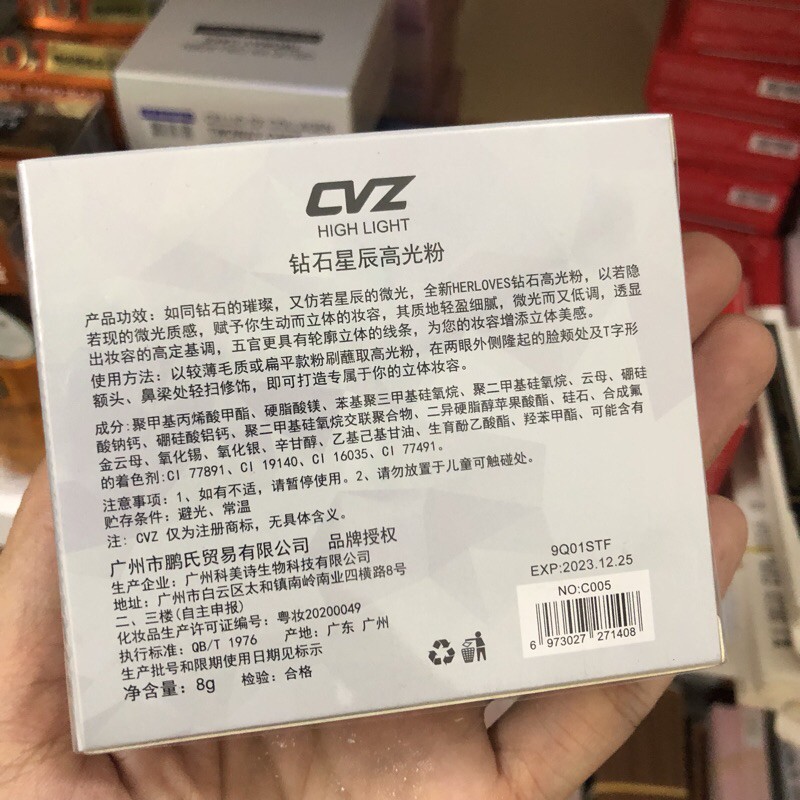 CVZ
HIGH LIGHT
钻石星辰高光粉
产品功效：如同钻石的璀璨，又仿若星辰的微光，全新HERLOVES钻石高光粉，以若隐
若现的微光质感，赋予你生动而立体的妆容，其质地轻盈细腻，微光而又低调，透显
出妆容的高定基调，五官更具有轮廓立体的线条，为您的妆容增添立体美感。
使用方法：以较薄毛质或扁平款粉刷蘸取高光粉，在两眼外侧隆起的脸颊处及T字形
额头、鼻梁处轻扫修饰，即可打造专属于你的立体妆容。
成分:聚甲基丙烯酸甲酯、硬脂酸镁、苯基聚三甲基硅氧烷、聚二甲基硅氧烷、云母、硼硅
酸钠钙、硼硅酸铝钙、聚二甲基硅氧烷交联聚合物、二异硬脂醇苹果酸酯、硅石、合成氟
金云母、氧化锡、氧化银、辛甘醇、乙基己基甘油、生育酚乙酸酯、羟苯甲酯、可能含有
的着色剂:CI 77891、CI 19140、CI 16035、CI 77491。
注意事项：1、如有不适，请暂停使用。2、请勿放置于儿童可触碰处。
贮存条件：避光、常温
注：CVZ 仅为注册商标，无具体含义。
广州市鹏氏贸易有限公司 品牌授权
生产企业：广州科美诗生物科技有限公司
地址：广州市白云区太和镇南岭南业四横路8号
二、三楼(自主申报)
化妆品生产许可证编号：粤妆20200049
执行标准：QB/T 1976 产地：广东 广州
生产批号和限期使用日期见标示
净含量：8g 检验：合格
9Q01STF
EXP:2023.12.25
NO:C005
6 973027 271408